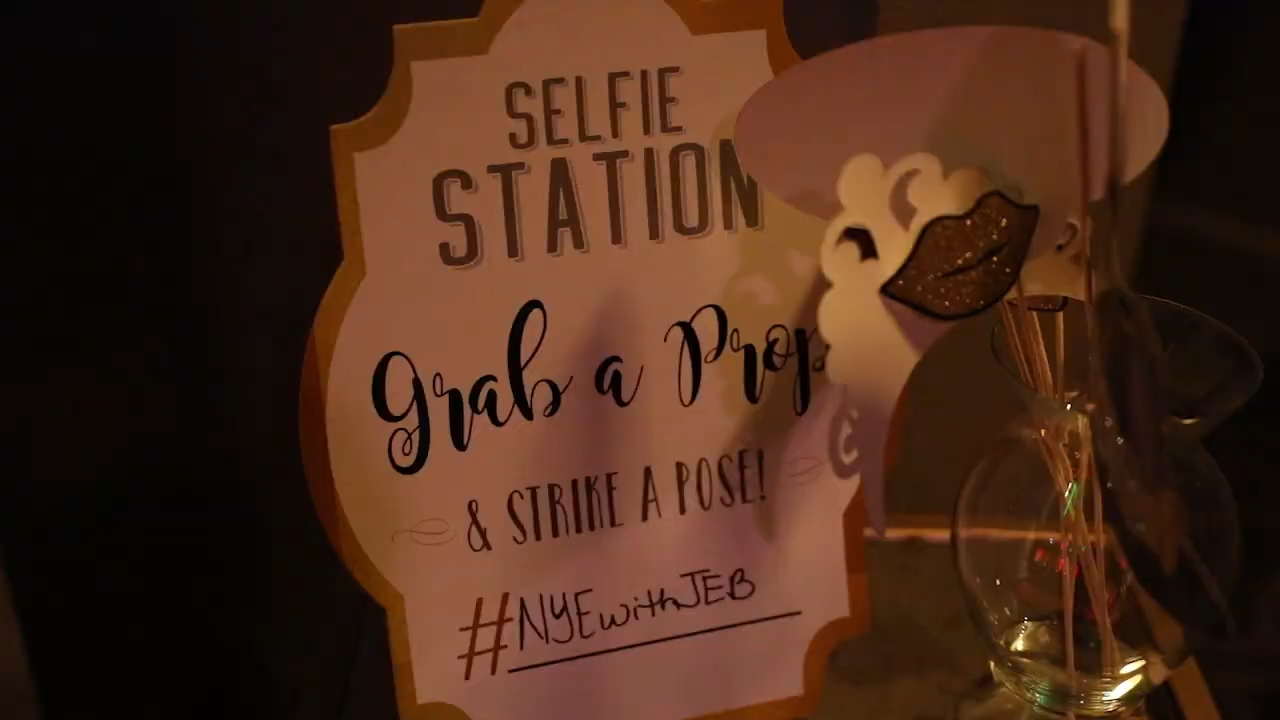 SELFIE
STATION
Grab a Prop
& STRIKE A POSE!
#NYEwithJEB